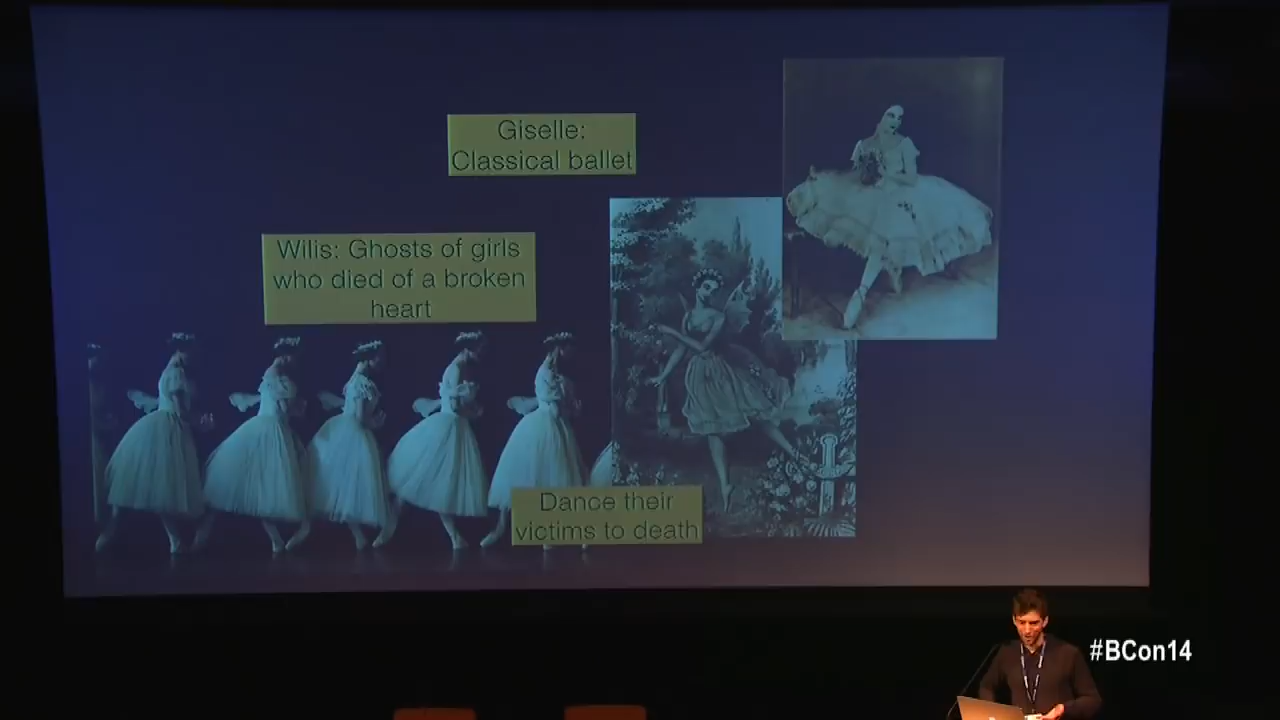 Giselle:
Classical ballet
Wilis: Ghosts of girls
who died of a broken
heart
Dance their
victims to death
#BCon14